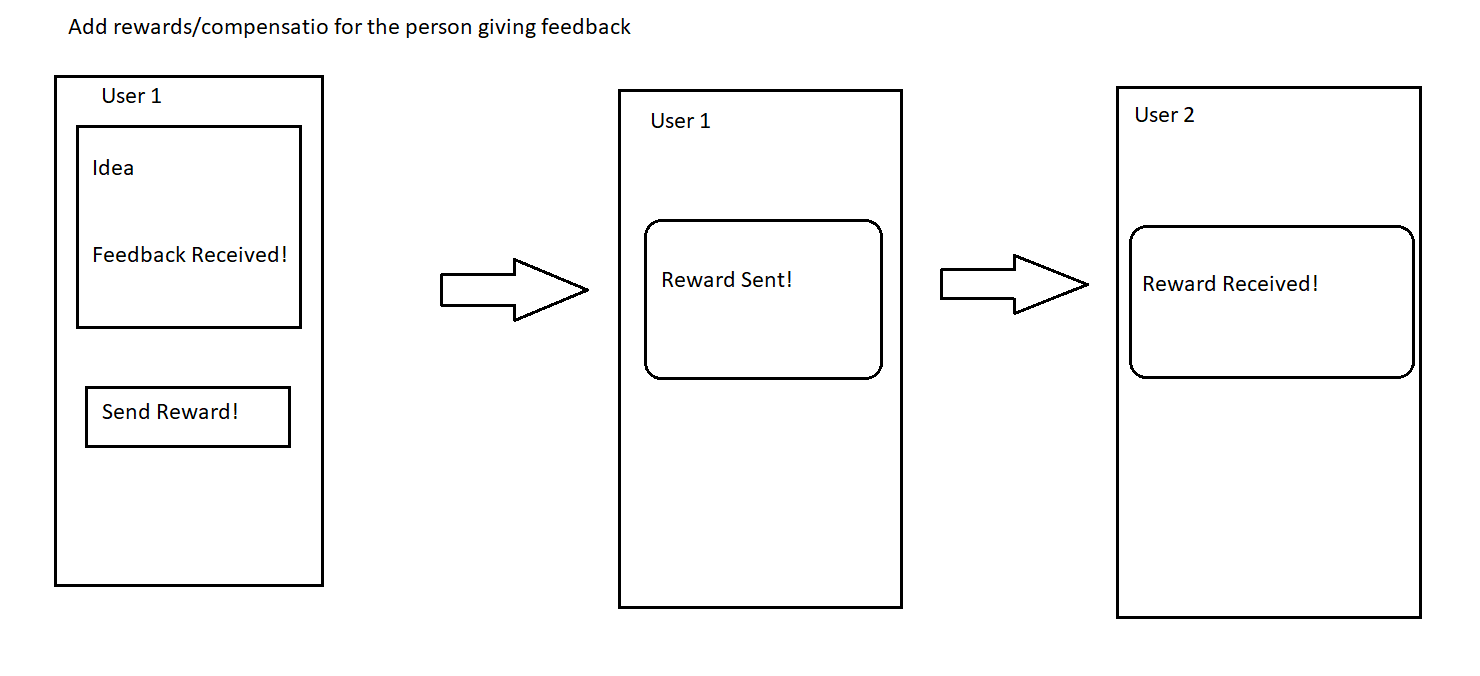 Add rewards/compensatio for the person giving feedback
User 1
Idea
Feedback Received!
Send Reward!
User 1
Reward Sent!
User 2
Reward Received!